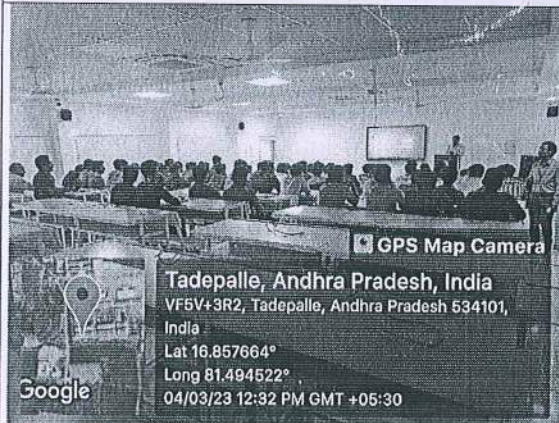 GPS Map Camera
Tadepalle, Andhra Pradesh, India
VF5V+3R2, Tadepalle, Andhra Pradesh 534101,
India
Lat 16.857664°
Long 81.494522°
04/03/23 12:32 PM GMT +05:30
Google